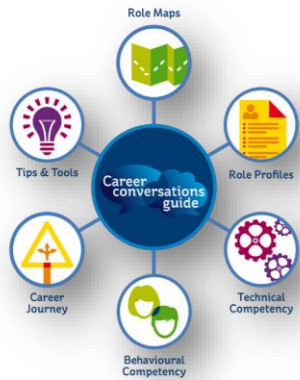 Role Maps
Tips & Tools
Role Profiles
Career
conversations
guide
Career
Journey
Technical
Competency
Behavioural
Competency